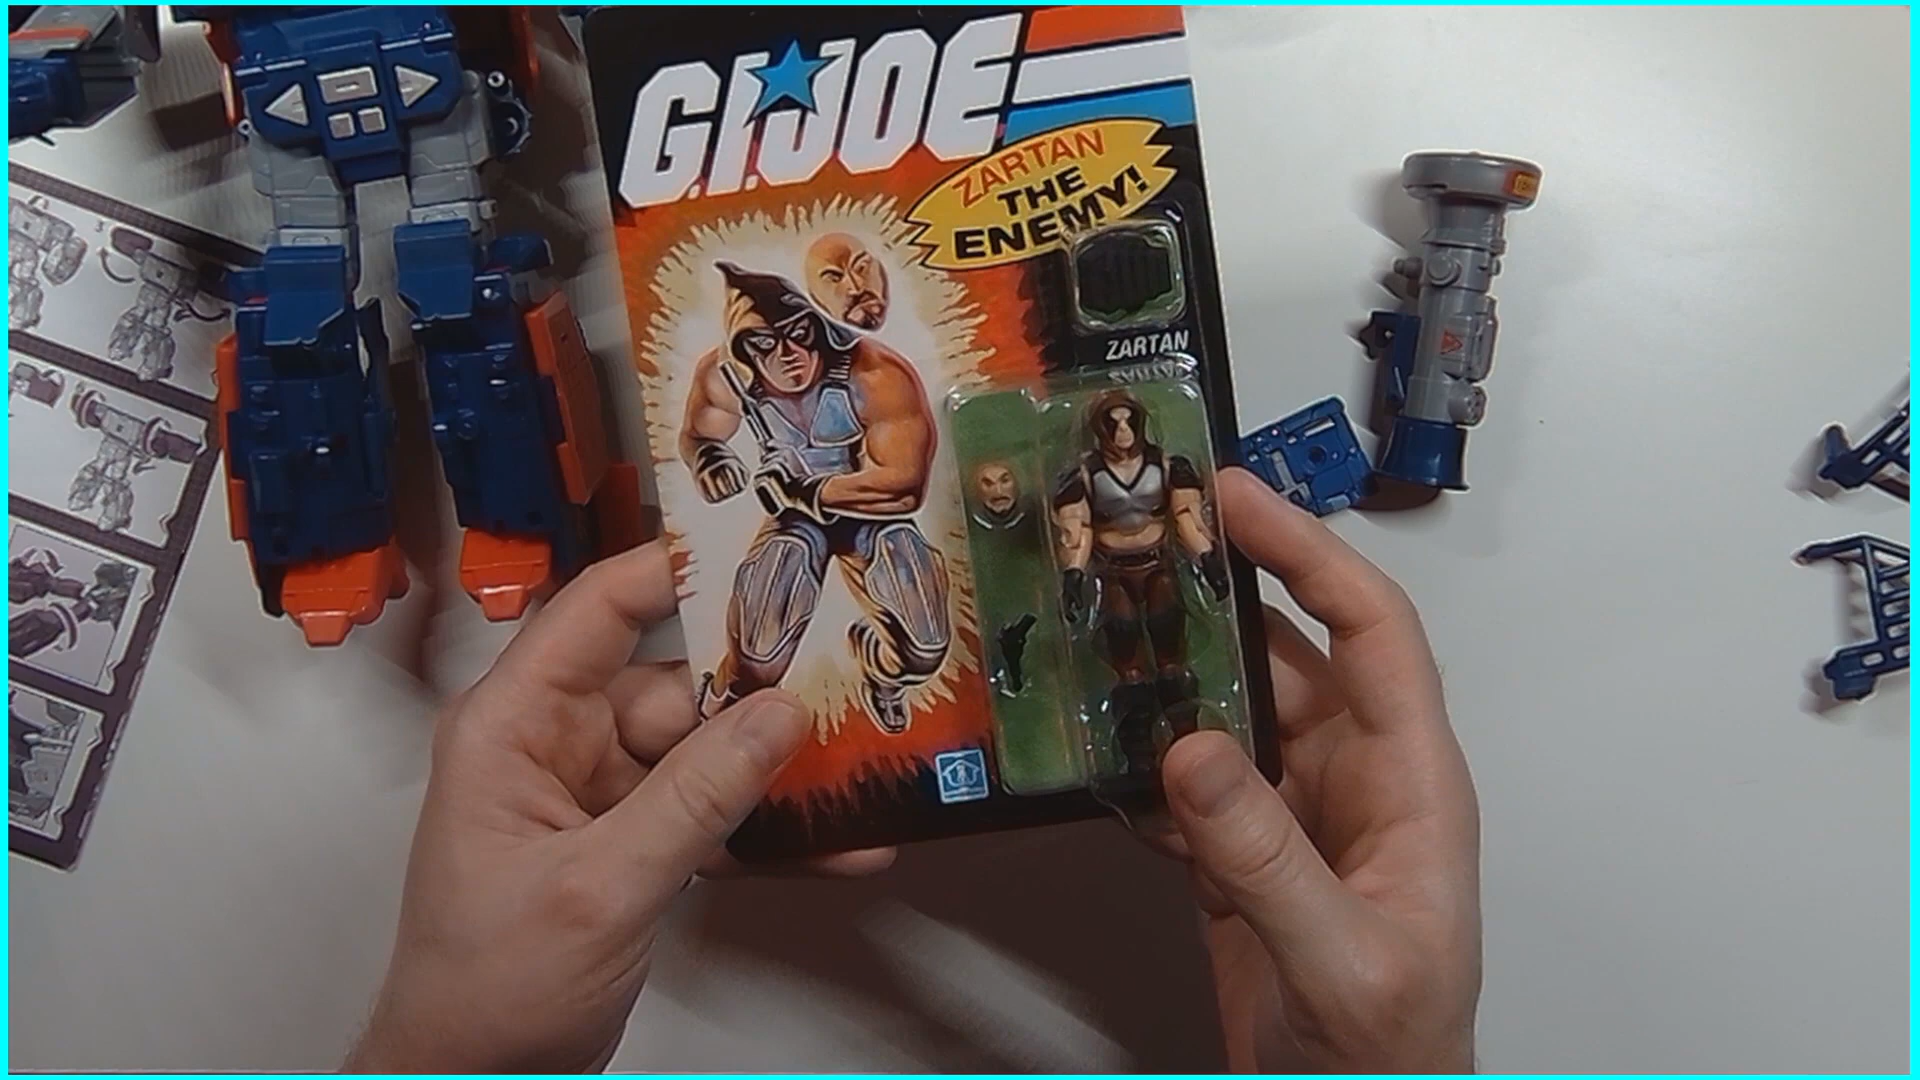 G.I.JOE
ZARTAN
THE
ENEMY!
ZARTAN